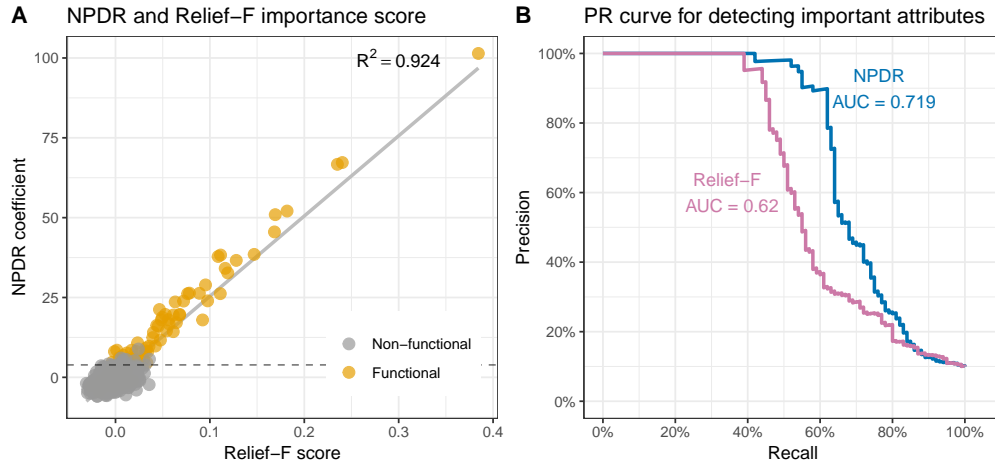 A
NPDR and Relief−F importance score
R² = 0.924
NPDR coefficient
100
75
50
25
0
Non−functional
Functional
0.0
0.1
0.2
0.3
0.4
Relief−F score
B
PR curve for detecting important attributes
NPDR
AUC = 0.719
Relief−F
AUC = 0.62
Precision
100%
80%
60%
40%
20%
0%
0%
20%
40%
60%
80%
100%
Recall